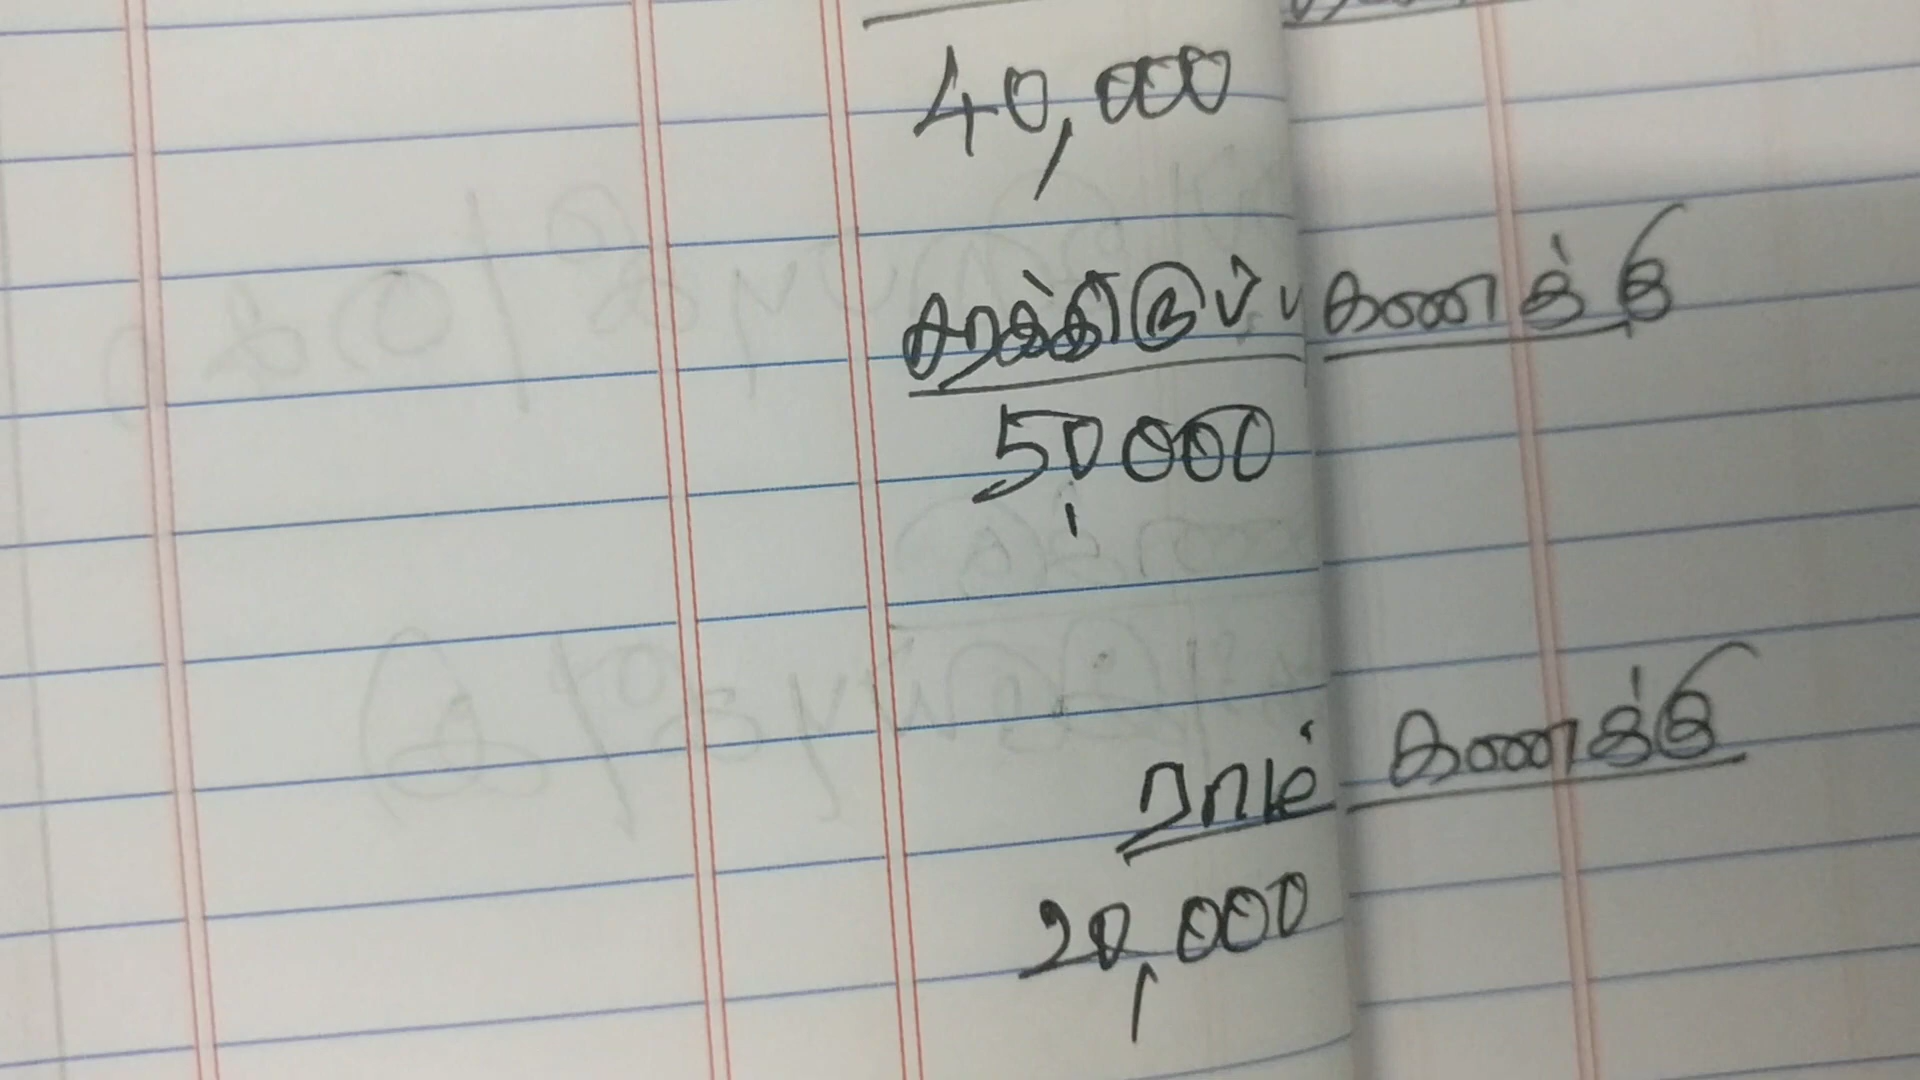 40,000
சரக்கிருப்பு கணக்கு
50,000
ராம் கணக்கு
20,000